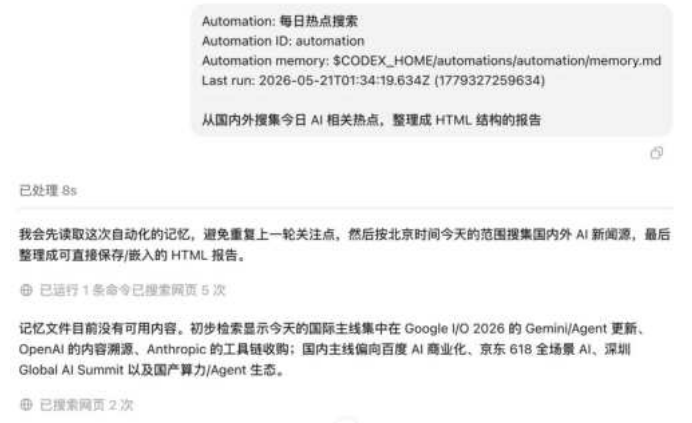 Automation: 每日热点搜索
Automation ID: automation
Automation memory: $CODEX_HOME/automations/automation/memory.md
Last run: 2026-05-21T01:34:19.634Z (1779327259634)
从国内外搜集今日 AI 相关热点，整理成 HTML 结构的报告
已处理 8s
我会先读取这次自动化的记忆，避免重复上一轮关注点，然后按北京时间今天的范围搜集国内外 AI 新闻源，最后
整理成可直接保存/嵌入的 HTML 报告。
已运行 1 条命令已搜索网页 5 次
记忆文件目前没有可用内容。初步检索显示今天的国际主线集中在 Google I/O 2026 的 Gemini/Agent 更新、
OpenAI 的内容溯源、Anthropic 的工具链收购；国内主线偏向百度 AI 商业化、京东 618 全场景 AI、深圳
Global AI Summit 以及国产算力/Agent 生态。
已搜索网页 2 次